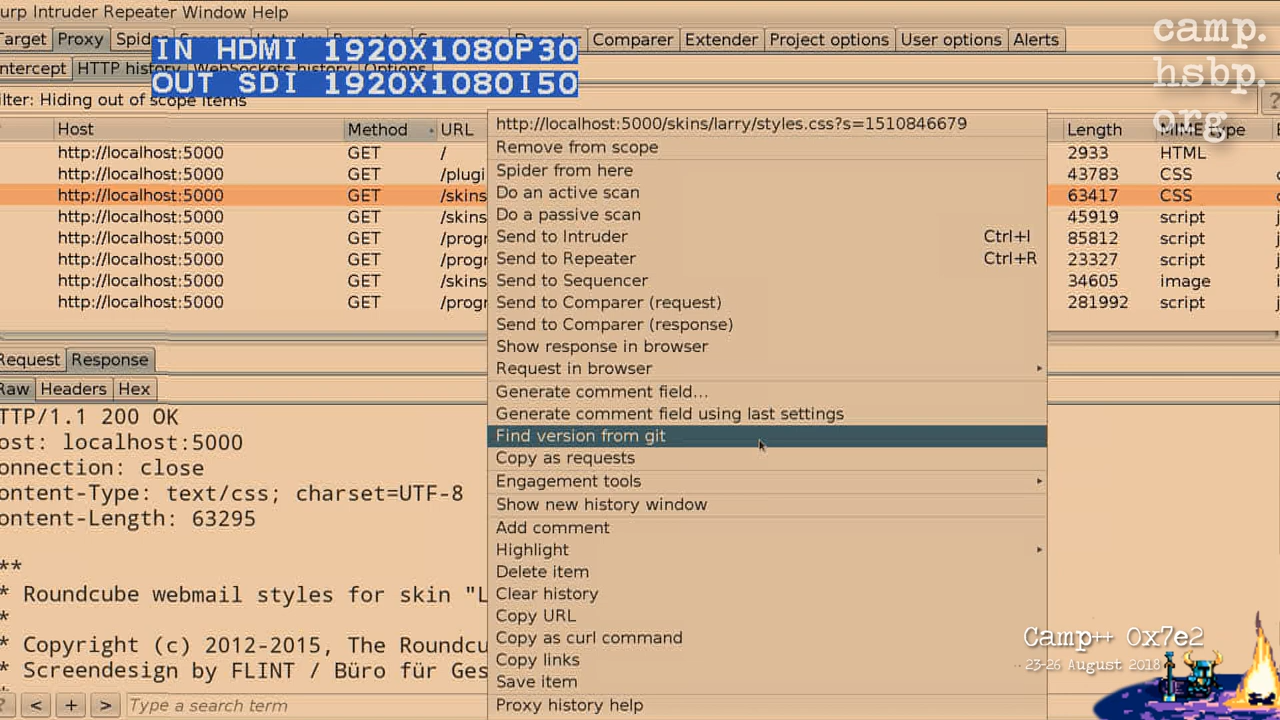 urp Intruder Repeater Window Help
Target Proxy Spid Comparer Extender Project options User options Alerts
IN HDMI 1920X1080P30
ntercept HTTP history WebSockets history Options
OUT SDI 1920X1080I50
ilter: Hiding out of scope items
camp.
hsbp.
org
Host Method URL Length MIME type
http://localhost:5000 GET / 2933 HTML
http://localhost:5000 GET /plugi 43783 CSS
http://localhost:5000 GET /skins 63417 CSS
http://localhost:5000 GET /skins 45919 script
http://localhost:5000 GET /progr 85812 script
http://localhost:5000 GET /progr 23327 script
http://localhost:5000 GET /skins 34605 image
http://localhost:5000 GET /progr 281992 script
http://localhost:5000/skins/larry/styles.css?s=1510846679
Remove from scope
Spider from here
Do an active scan
Do a passive scan
Send to Intruder Ctrl+I
Send to Repeater Ctrl+R
Send to Sequencer
Send to Comparer (request)
Send to Comparer (response)
Show response in browser
Request in browser
Generate comment field...
Generate comment field using last settings
Find version from git
Copy as requests
Engagement tools
Show new history window
Add comment
Highlight
Delete item
Clear history
Copy URL
Copy as curl command
Copy links
Save item
Proxy history help
Request Response
Raw Headers Hex
TTP/1.1 200 OK
ost: localhost:5000
onnection: close
ontent-Type: text/css; charset=UTF-8
ontent-Length: 63295
**
* Roundcube webmail styles for skin "L
*
* Copyright (c) 2012-2015, The Roundcu
* Screendesign by FLINT / Büro für Ges
? < + > Type a search term
Camp++ 0x7e2
23-26 August 2018